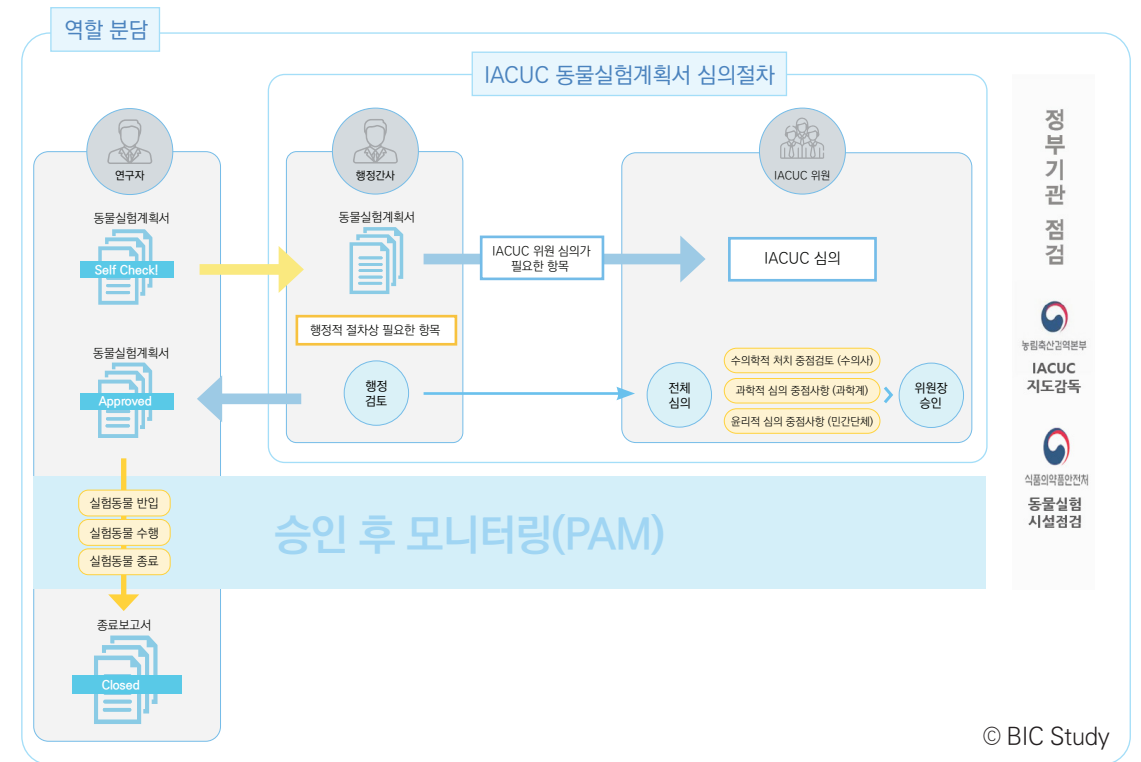 역할 분담
IACUC 동물실험계획서 심의절차
연구자
동물실험계획서
Self Check!
동물실험계획서
Approved
실험동물 반입
실험동물 수행
실험동물 종료
종료보고서
Closed
행정간사
동물실험계획서
행정적 절차상 필요한 항목
행정
검토
IACUC 위원 심의가
필요한 항목
IACUC 위원
IACUC 심의
전체
심의
수의학적 처치 중점검토 (수의사)
과학적 심의 중점사항 (과학계)
윤리적 심의 중점사항 (민간단체)
위원장
승인
승인 후 모니터링(PAM)
정부기관 점검
농림축산검역본부
IACUC
지도감독
식품의약품안전처
동물실험
시설점검
© BIC Study